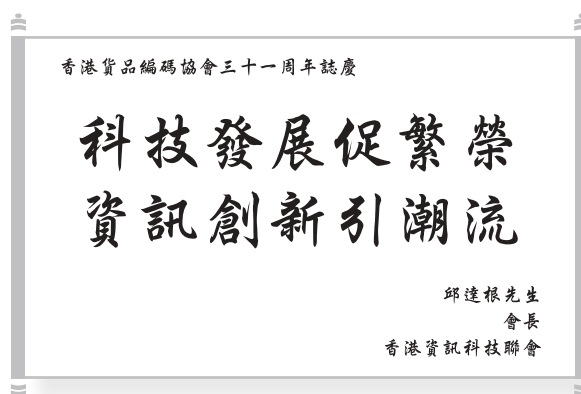 香港貨品編碼協會三十一周年誌慶
科技發展促繁榮
資訊創新引潮流
邱達根先生
會長
香港資訊科技聯會